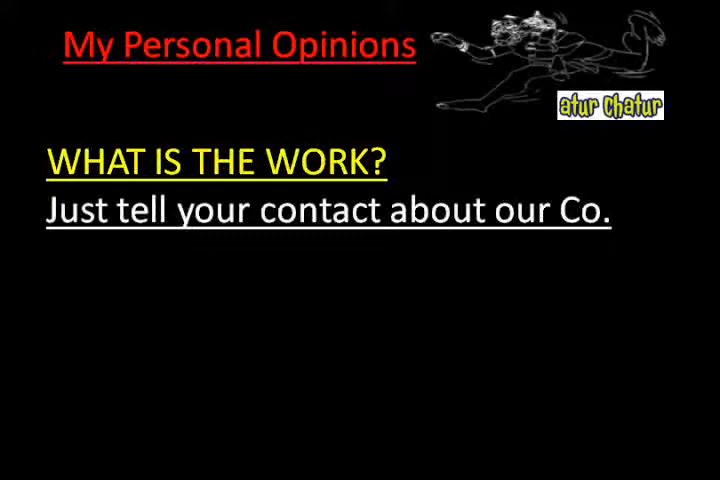 My Personal Opinions
atur Chatur
WHAT IS THE WORK?
Just tell your contact about our Co.